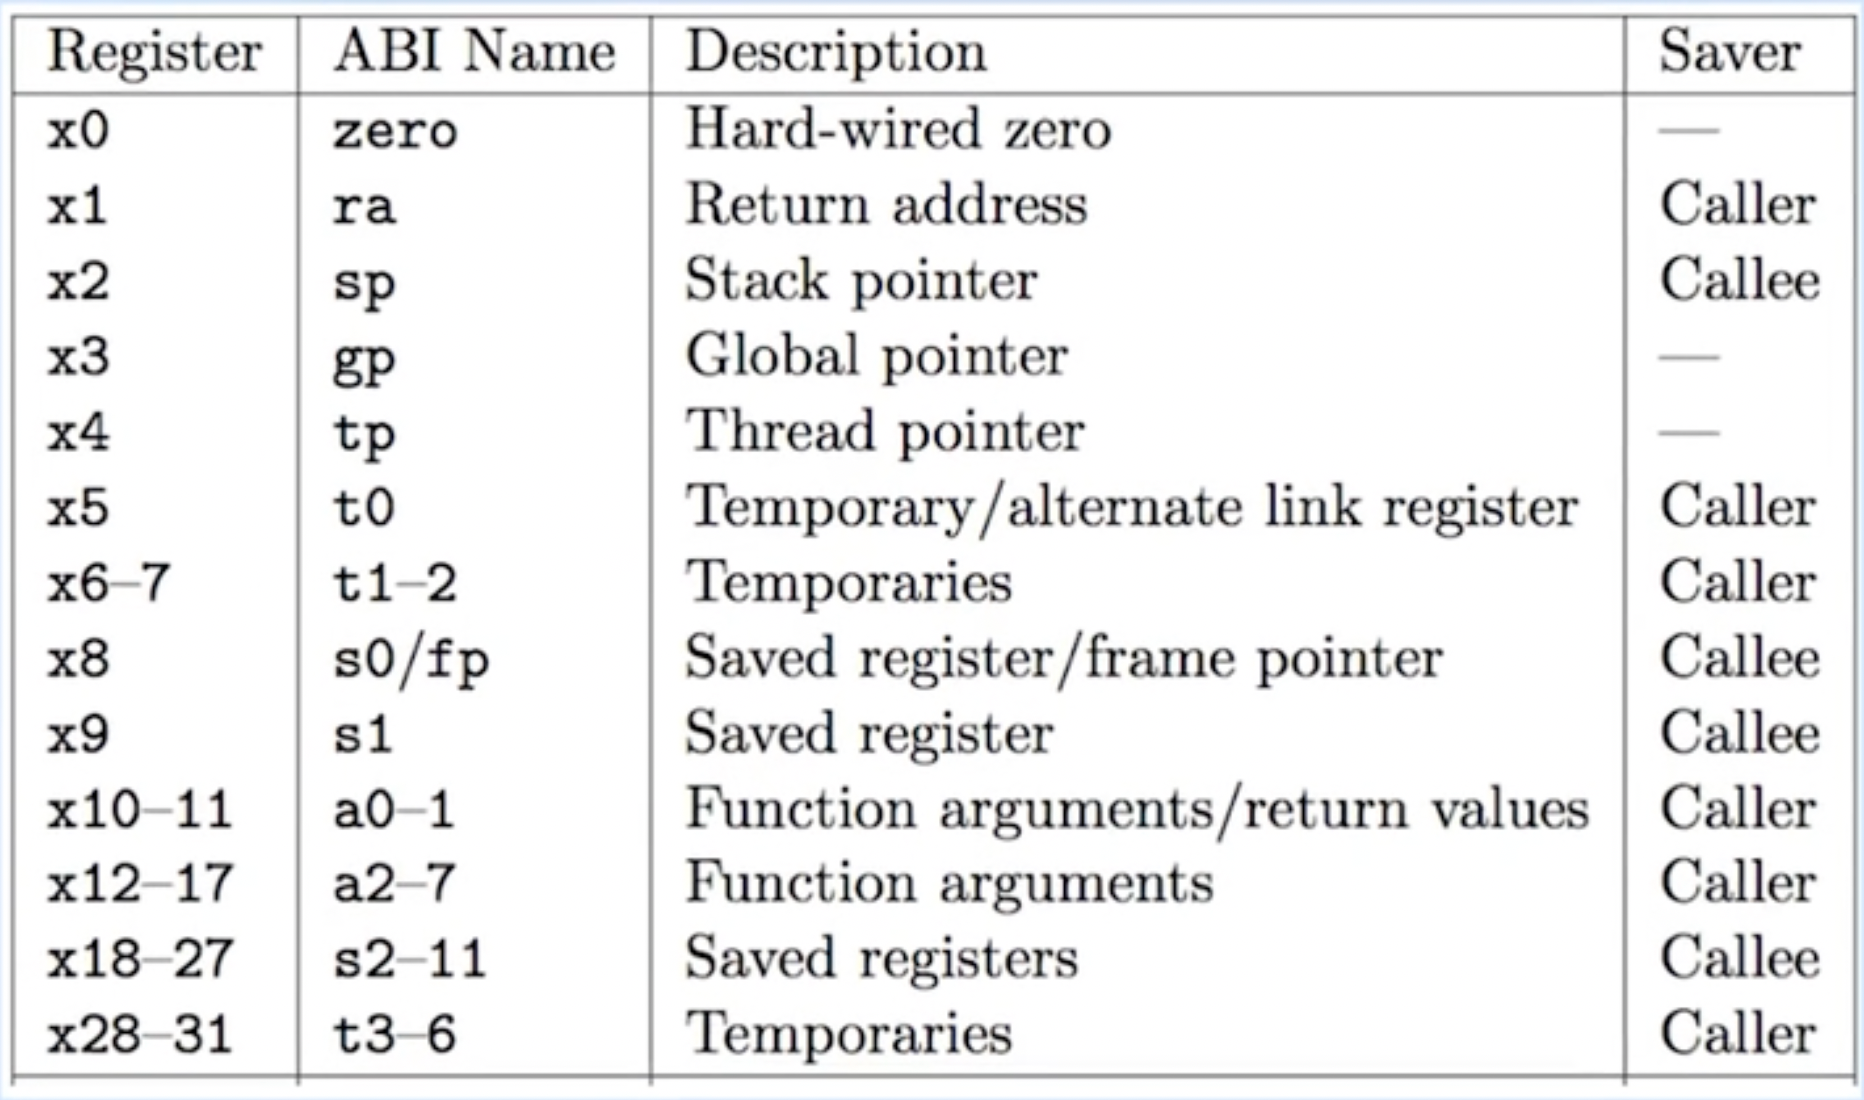 Register ABI Name Description Saver
x0 zero Hard-wired zero —
x1 ra Return address Caller
x2 sp Stack pointer Callee
x3 gp Global pointer —
x4 tp Thread pointer —
x5 t0 Temporary/alternate link register Caller
x6–7 t1–2 Temporaries Caller
x8 s0/fp Saved register/frame pointer Callee
x9 s1 Saved register Callee
x10–11 a0–1 Function arguments/return values Caller
x12–17 a2–7 Function arguments Caller
x18–27 s2–11 Saved registers Callee
x28–31 t3–6 Temporaries Caller